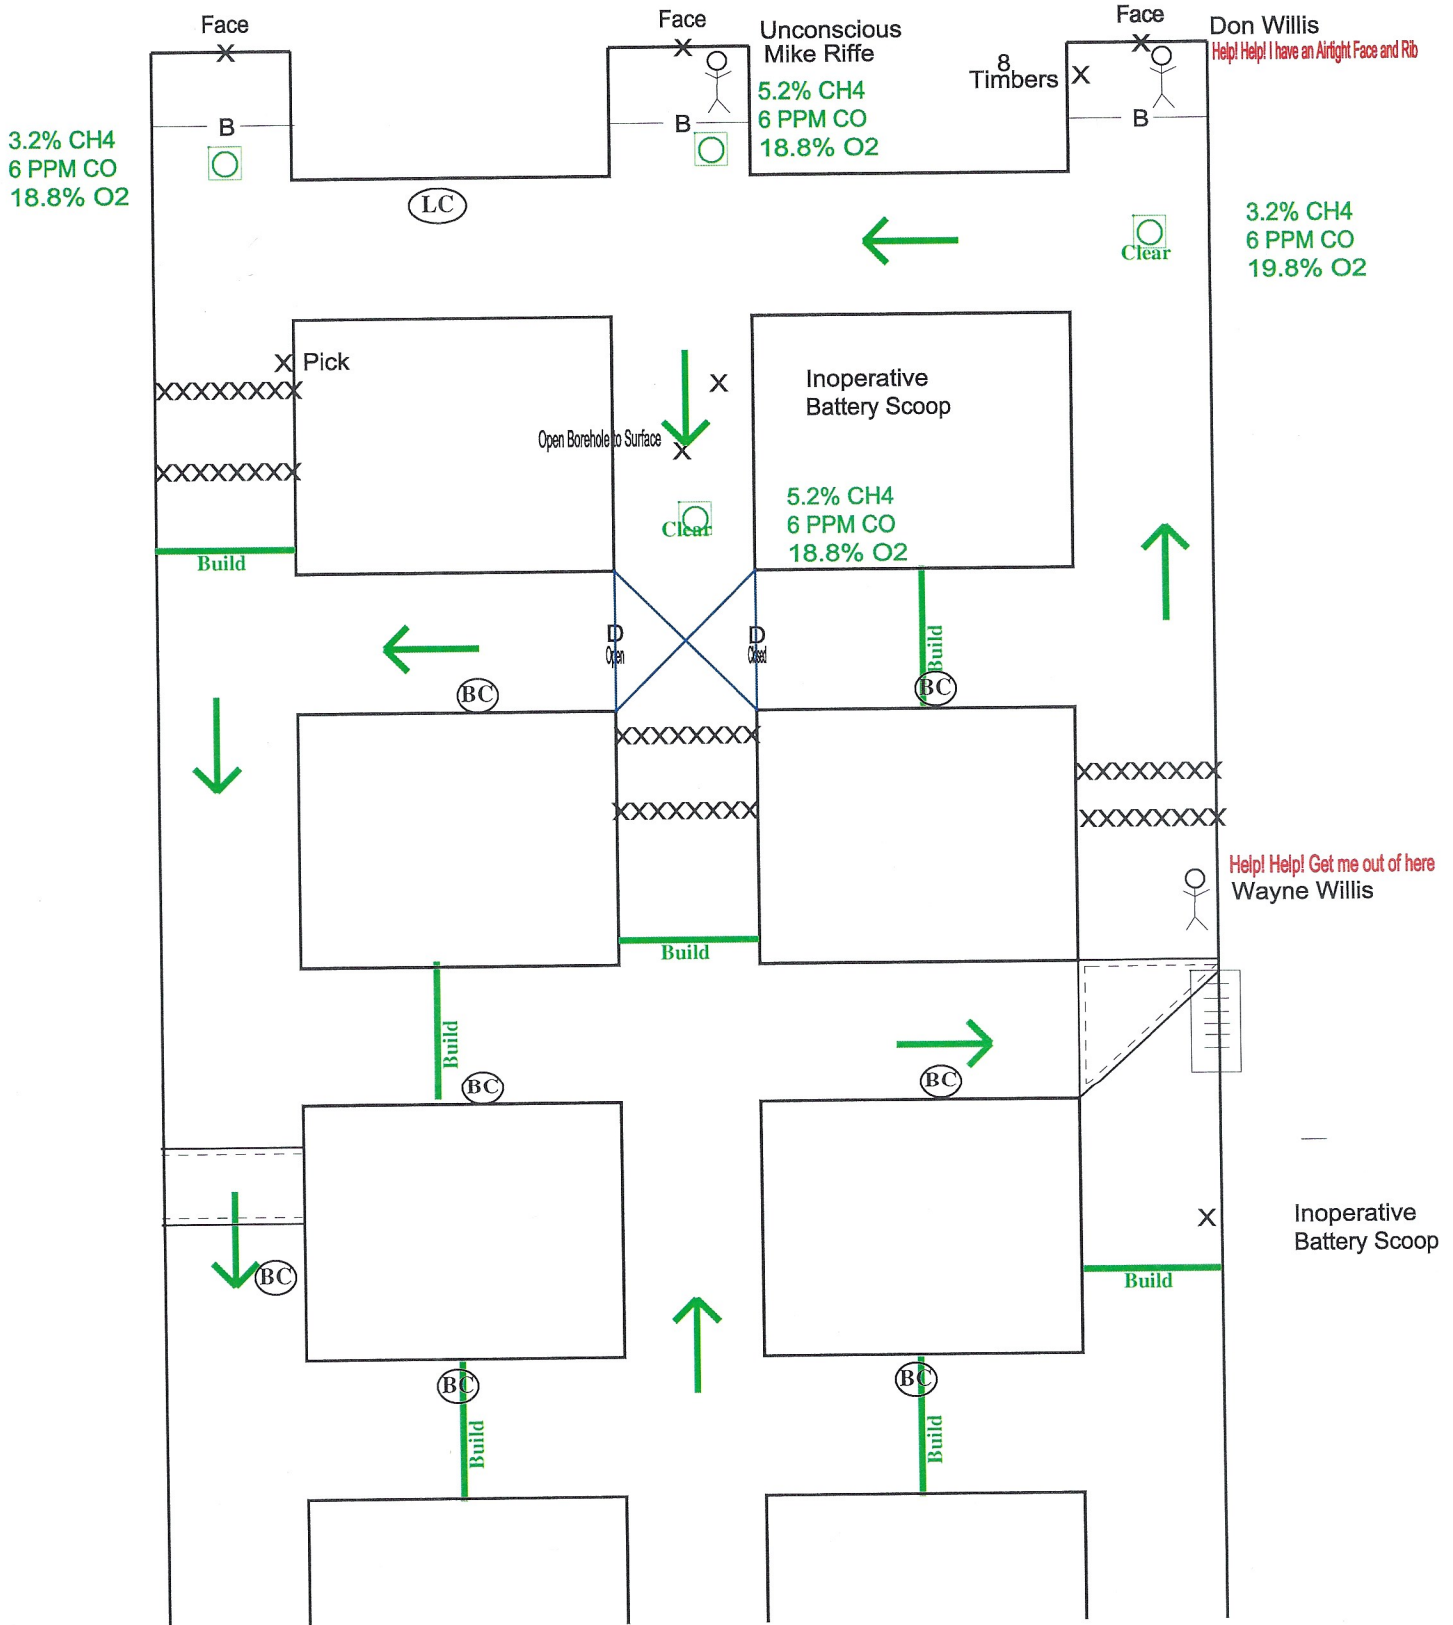 Face
Face
Face
Unconscious
Mike Riffe
Don Willis
Help! Help! I have an Airtight Face and Rib
8
Timbers
X
X
X
X
5.2% CH4
6 PPM CO
18.8% O2
B
B
B
3.2% CH4
6 PPM CO
18.8% O2
LC
3.2% CH4
6 PPM CO
19.8% O2
Clear
X Pick
XXXXXXXX
X
Inoperative
Battery Scoop
Open Borehole to Surface
X
XXXXXXXX
5.2% CH4
6 PPM CO
18.8% O2
Clear
Build
D
Open
D
Closed
Build
BC
BC
XXXXXXXX
XXXXXXXX
XXXXXXXX
XXXXXXXX
Help! Help! Get me out of here
Wayne Willis
Build
Build
BC
BC
X
Inoperative
Battery Scoop
BC
Build
BC
BC
Build
Build